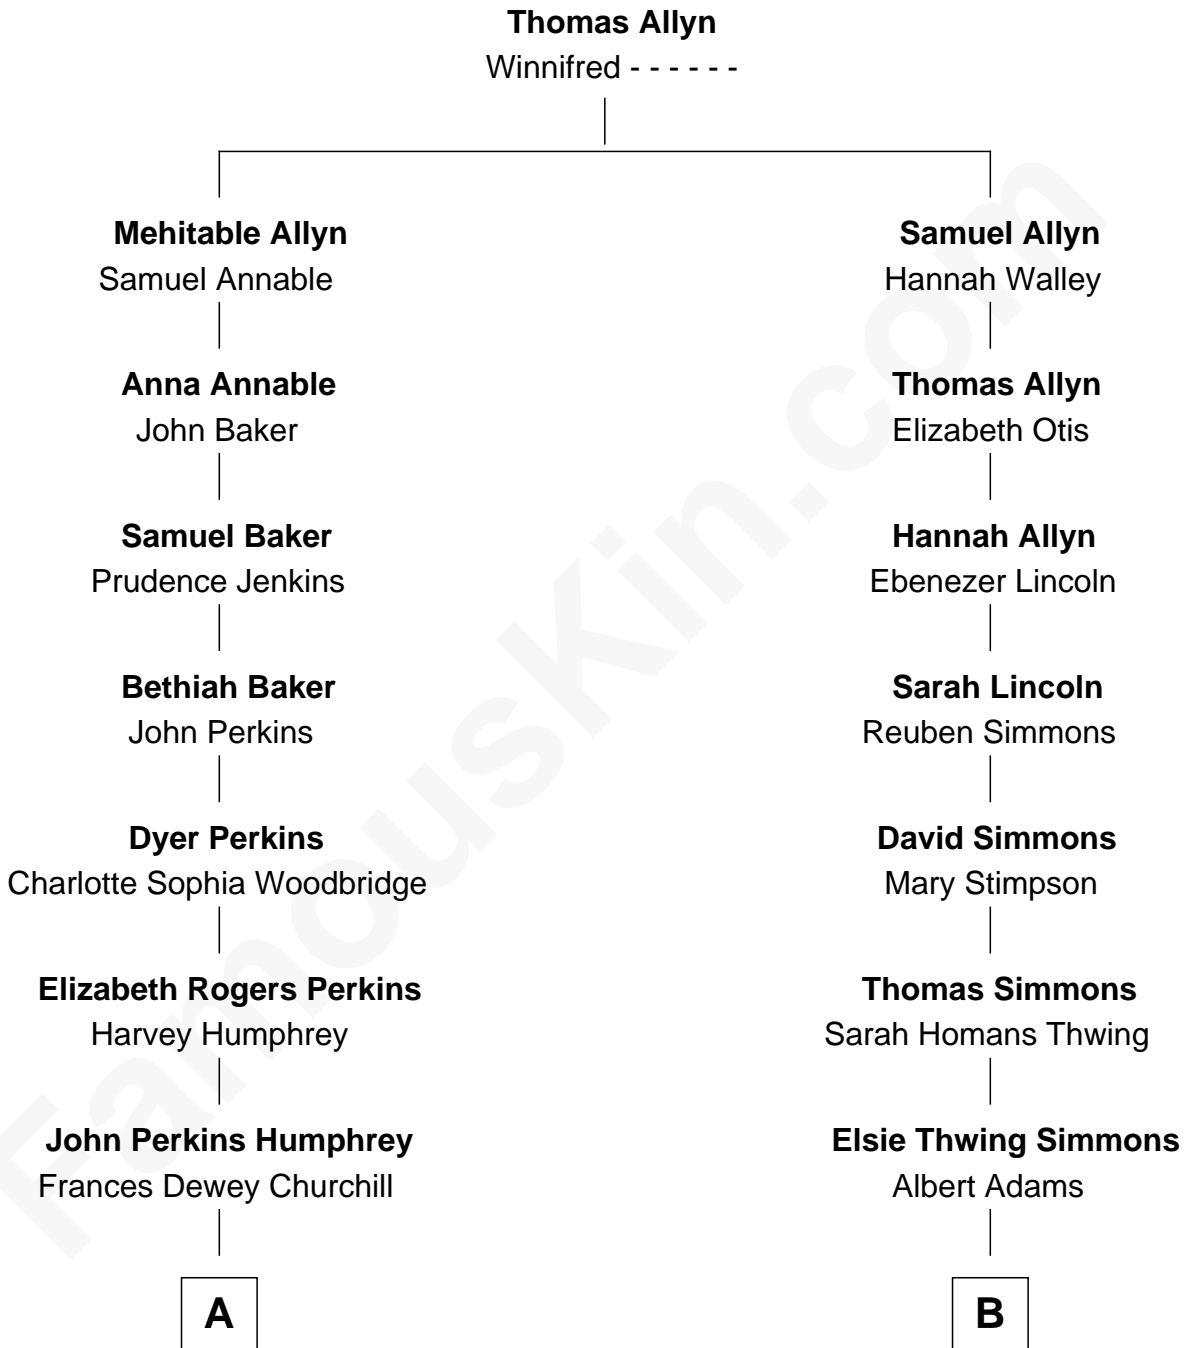 Thomas Allyn
Winnifred - - - - - -
Mehitable Allyn
Samuel Annable
Samuel Allyn
Hannah Walley
Anna Annable
John Baker
Thomas Allyn
Elizabeth Otis
Samuel Baker
Prudence Jenkins
Hannah Allyn
Ebenezer Lincoln
Bethiah Baker
John Perkins
Sarah Lincoln
Reuben Simmons
Dyer Perkins
Charlotte Sophia Woodbridge
David Simmons
Mary Stimpson
Elizabeth Rogers Perkins
Harvey Humphrey
Thomas Simmons
Sarah Homans Thwing
John Perkins Humphrey
Frances Dewey Churchill
Elsie Thwing Simmons
Albert Adams
A
B
FamousKin.com